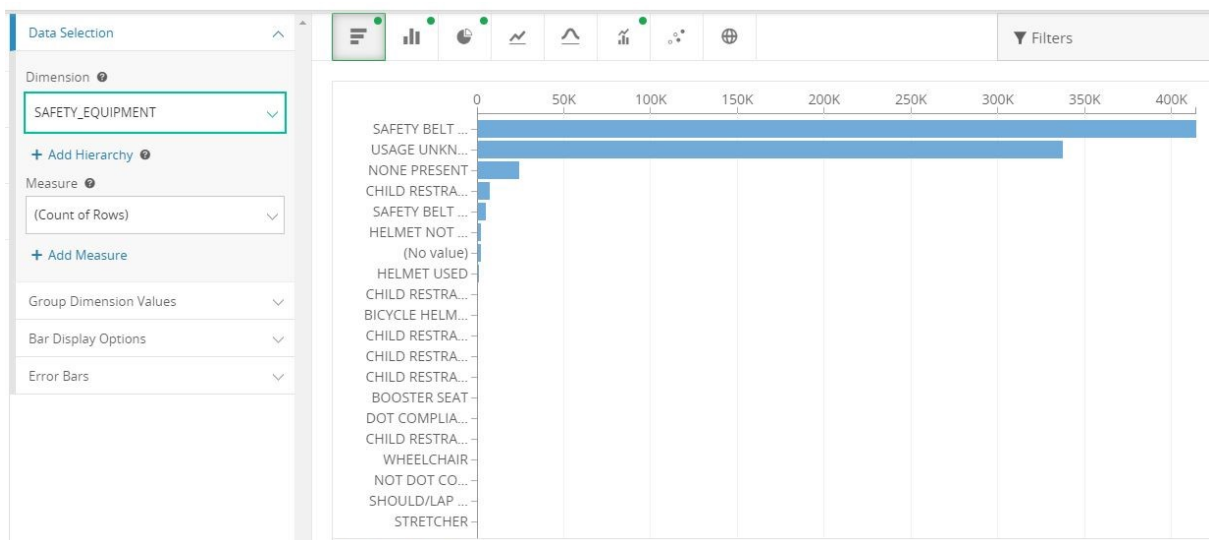 Data Selection
Dimension
SAFETY_EQUIPMENT
+ Add Hierarchy
Measure
(Count of Rows)
+ Add Measure
Group Dimension Values
Bar Display Options
Error Bars
Filters
0 50K 100K 150K 200K 250K 300K 350K 400K
SAFETY BELT ...
USAGE UNKN...
NONE PRESENT
CHILD RESTRA...
SAFETY BELT ...
HELMET NOT ...
(No value)
HELMET USED
CHILD RESTRA...
BICYCLE HELM...
CHILD RESTRA...
CHILD RESTRA...
CHILD RESTRA...
BOOSTER SEAT
DOT COMPLIA...
CHILD RESTRA...
WHEELCHAIR
NOT DOT CO...
SHOULD/LAP ...
STRETCHER